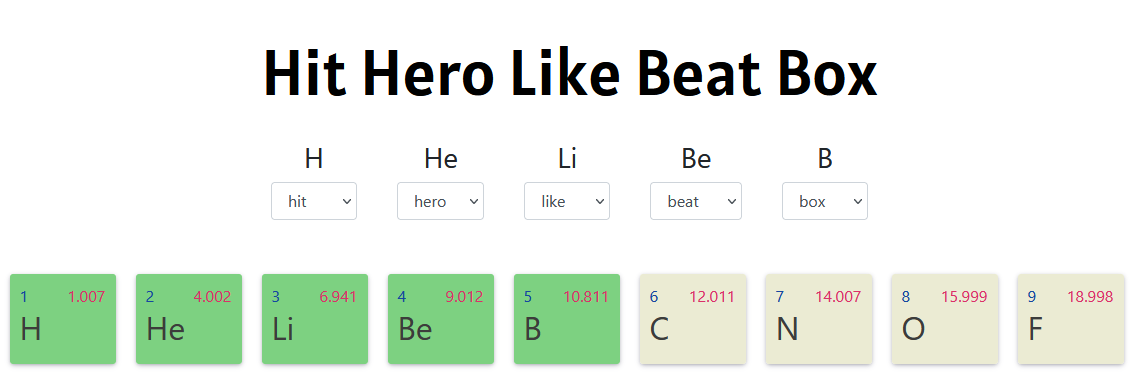 Hit Hero Like Beat Box
H He Li Be B
hit hero like beat box
1 1.007 2 4.002 3 6.941 4 9.012 5 10.811 6 12.011 7 14.007 8 15.999 9 18.998
H He Li Be B C N O F